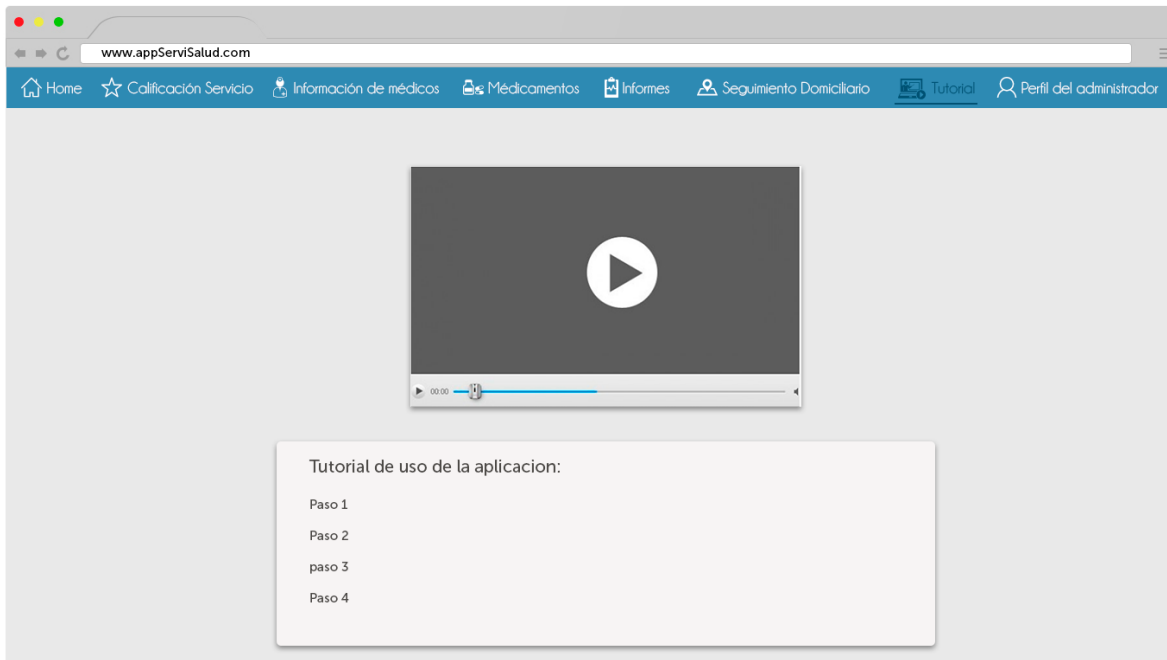 www.appServiSalud.com
Home Calificación Servicio Información de médicos Médicamentos Informes Seguimiento Domiciliario Tutorial Perfil del administrador
00:00
Tutorial de uso de la aplicacion:
Paso 1
Paso 2
paso 3
Paso 4